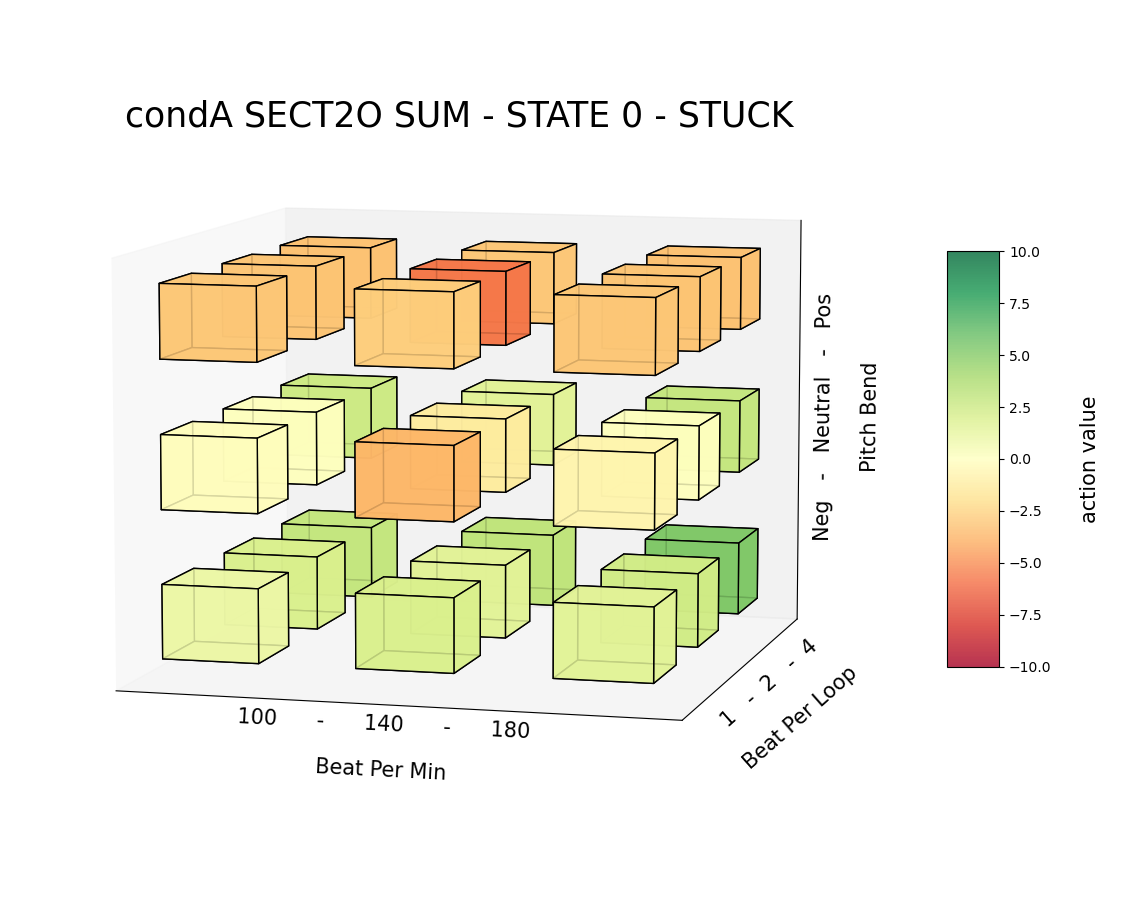 condA SECT2O SUM - STATE 0 - STUCK
Neg - Neutral - Pos
Pitch Bend
100 - 140 - 180
Beat Per Min
1 - 2 - 4
Beat Per Loop
10.0
7.5
5.0
2.5
0.0
−2.5
−5.0
−7.5
−10.0
action value